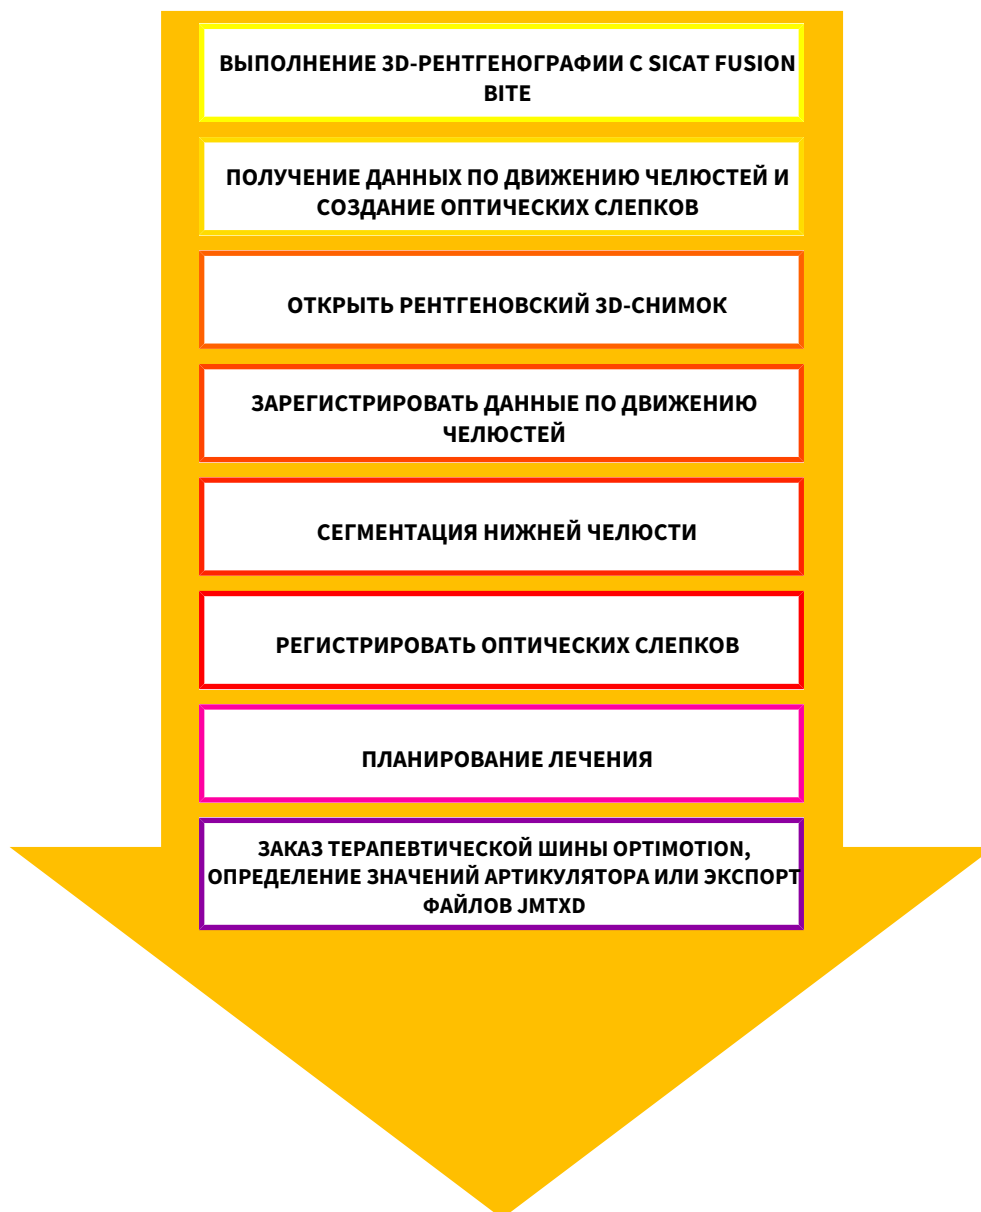 ВЫПОЛНЕНИЕ 3D-РЕНТГЕНОГРАФИИ С SICAT FUSION
BITE
ПОЛУЧЕНИЕ ДАННЫХ ПО ДВИЖЕНИЮ ЧЕЛЮСТЕЙ И
СОЗДАНИЕ ОПТИЧЕСКИХ СЛЕПКОВ
ОТКРЫТЬ РЕНТГЕНОВСКИЙ 3D-СНИМОК
ЗАРЕГИСТРИРОВАТЬ ДАННЫЕ ПО ДВИЖЕНИЮ
ЧЕЛЮСТЕЙ
СЕГМЕНТАЦИЯ НИЖНЕЙ ЧЕЛЮСТИ
РЕГИСТРИРОВАТЬ ОПТИЧЕСКИХ СЛЕПКОВ
ПЛАНИРОВАНИЕ ЛЕЧЕНИЯ
ЗАКАЗ ТЕРАПЕВТИЧЕСКОЙ ШИНЫ OPTIMOTION,
ОПРЕДЕЛЕНИЕ ЗНАЧЕНИЙ АРТИКУЛЯТОРА ИЛИ ЭКСПОРТ
ФАЙЛОВ JMTXD